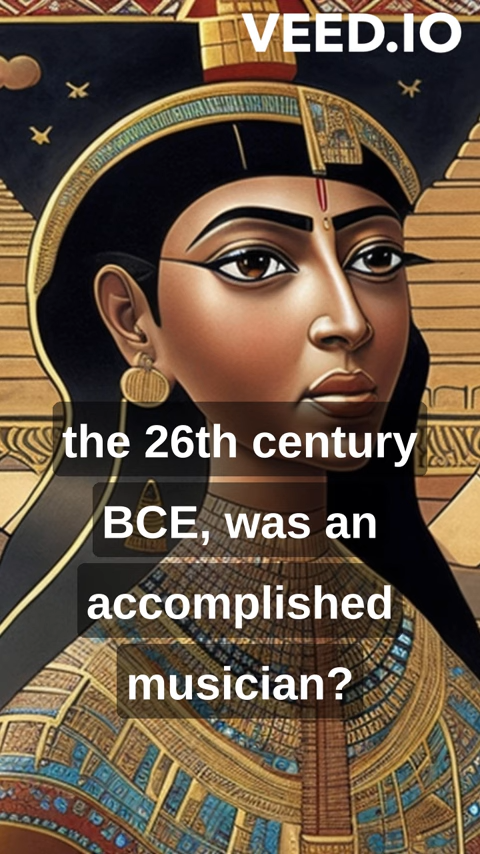 VEED.IO
the 26th century
BCE, was an
accomplished
musician?